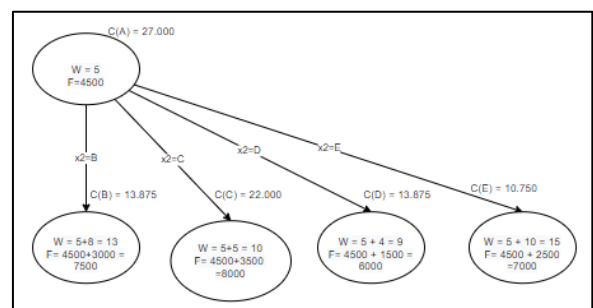 C(A) = 27.000
W = 5
F=4500
x2=B
x2=C
x2=D
x2=E
C(B) = 13.875
C(C) = 22.000
C(D) = 13.875
C(E) = 10.750
W = 5+8 = 13
F= 4500+3000 =
7500
W = 5+5 = 10
F= 4500+3500
=8000
W = 5 + 4 = 9
F= 4500 + 1500 =
6000
W = 5 + 10 = 15
F= 4500 + 2500
=7000